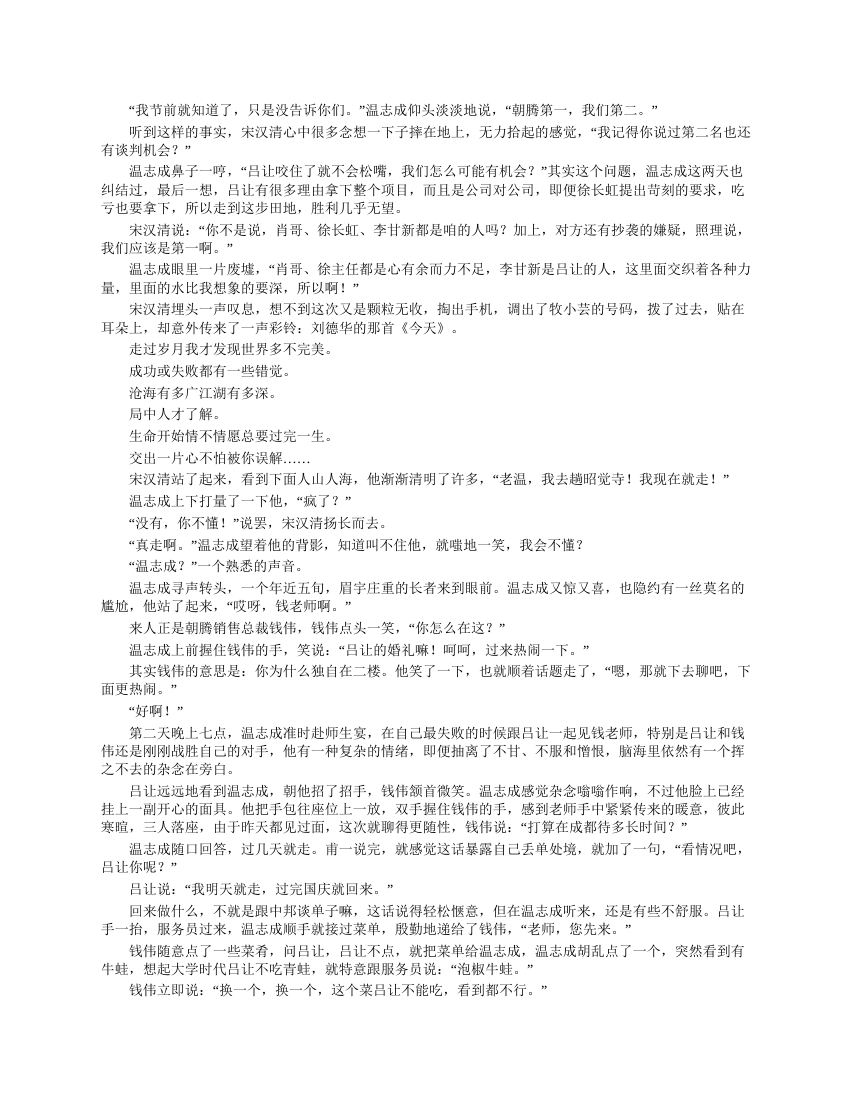 “我节前就知道了，只是没告诉你们。”温志成仰头淡淡地说，“朝腾第一，我们第二。”
听到这样的事实，宋汉清心中很多念想一下子摔在地上，无力拾起的感觉，“我记得你说过第二名也还
有谈判机会？”
温志成鼻子一哼，“吕让咬住了就不会松嘴，我们怎么可能有机会？”其实这个问题，温志成这两天也
纠结过，最后一想，吕让有很多理由拿下整个项目，而且是公司对公司，即便徐长虹提出苛刻的要求，吃
亏也要拿下，所以走到这步田地，胜利几乎无望。
宋汉清说：“你不是说，肖哥、徐长虹、李甘新都是咱的人吗？加上，对方还有抄袭的嫌疑，照理说，
我们应该是第一啊。”
温志成眼里一片废墟，“肖哥、徐主任都是心有余而力不足，李甘新是吕让的人，这里面交织着各种力
量，里面的水比我想象的要深，所以啊！”
宋汉清埋头一声叹息，想不到这次又是颗粒无收，掏出手机，调出了牧小芸的号码，拨了过去，贴在
耳朵上，却意外传来了一声彩铃：刘德华的那首《今天》。
走过岁月我才发现世界多不完美。
成功或失败都有一些错觉。
沧海有多广江湖有多深。
局中人才了解。
生命开始情不情愿总要过完一生。
交出一片心不怕被你误解……
宋汉清站了起来，看到下面人山人海，他渐渐清明了许多，“老温，我去趟昭觉寺！我现在就走！”
温志成上下打量了一下他，“疯了？”
“没有，你不懂！”说罢，宋汉清扬长而去。
“真走啊。”温志成望着他的背影，知道叫不住他，就嗤地一笑，我会不懂？
“温志成？”一个熟悉的声音。
温志成寻声转头，一个年近五旬，眉宇庄重的长者来到眼前。温志成又惊又喜，也隐约有一丝莫名的
尴尬，他站了起来，“哎呀，钱老师啊。”
来人正是朝腾销售总裁钱伟，钱伟点头一笑，“你怎么在这？”
温志成上前握住钱伟的手，笑说：“吕让的婚礼嘛！呵呵，过来热闹一下。”
其实钱伟的意思是：你为什么独自在二楼。他笑了一下，也就顺着话题走了，“嗯，那就下去聊吧，下
面更热闹。”
“好啊！”
第二天晚上七点，温志成准时赴师生宴，在自己最失败的时候跟吕让一起见钱老师，特别是吕让和钱
伟还是刚刚战胜自己的对手，他有一种复杂的情绪，即便抽离了不甘、不服和憎恨，脑海里依然有一个挥
之不去的杂念在旁白。
吕让远远地看到温志成，朝他招了招手，钱伟颔首微笑。温志成感觉杂念嗡嗡作响，不过他脸上已经
挂上一副开心的面具。他把手包往座位上一放，双手握住钱伟的手，感到老师手中紧紧传来的暖意，彼此
寒暄，三人落座，由于昨天都见过面，这次就聊得更随性，钱伟说：“打算在成都待多长时间？”
温志成随口回答，过几天就走。甫一说完，就感觉这话暴露自己丢单处境，就加了一句，“看情况吧，
吕让你呢？”
吕让说：“我明天就走，过完国庆就回来。”
回来做什么，不就是跟中邦谈单子嘛，这话说得轻松惬意，但在温志成听来，还是有些不舒服。吕让
手一抬，服务员过来，温志成顺手就接过菜单，殷勤地递给了钱伟，“老师，您先来。”
钱伟随意点了一些菜肴，问吕让，吕让不点，就把菜单给温志成，温志成胡乱点了一个，突然看到有
牛蛙，想起大学时代吕让不吃青蛙，就特意跟服务员说：“泡椒牛蛙。”
钱伟立即说：“换一个，换一个，这个菜吕让不能吃，看到都不行。”